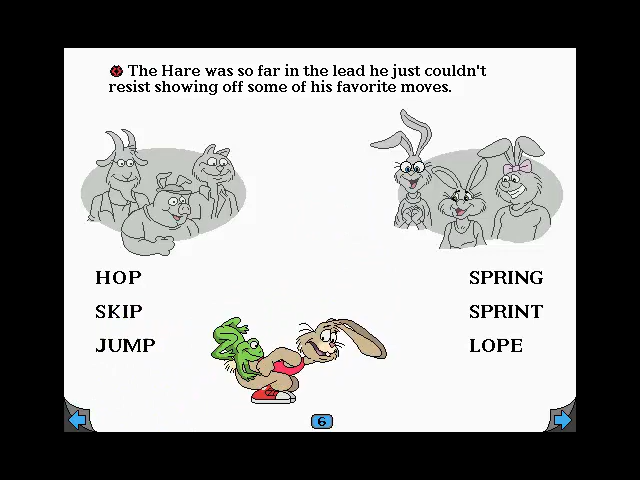 The Hare was so far in the lead he just couldn't
resist showing off some of his favorite moves.
HOP
SKIP
JUMP
SPRING
SPRINT
LOPE
6